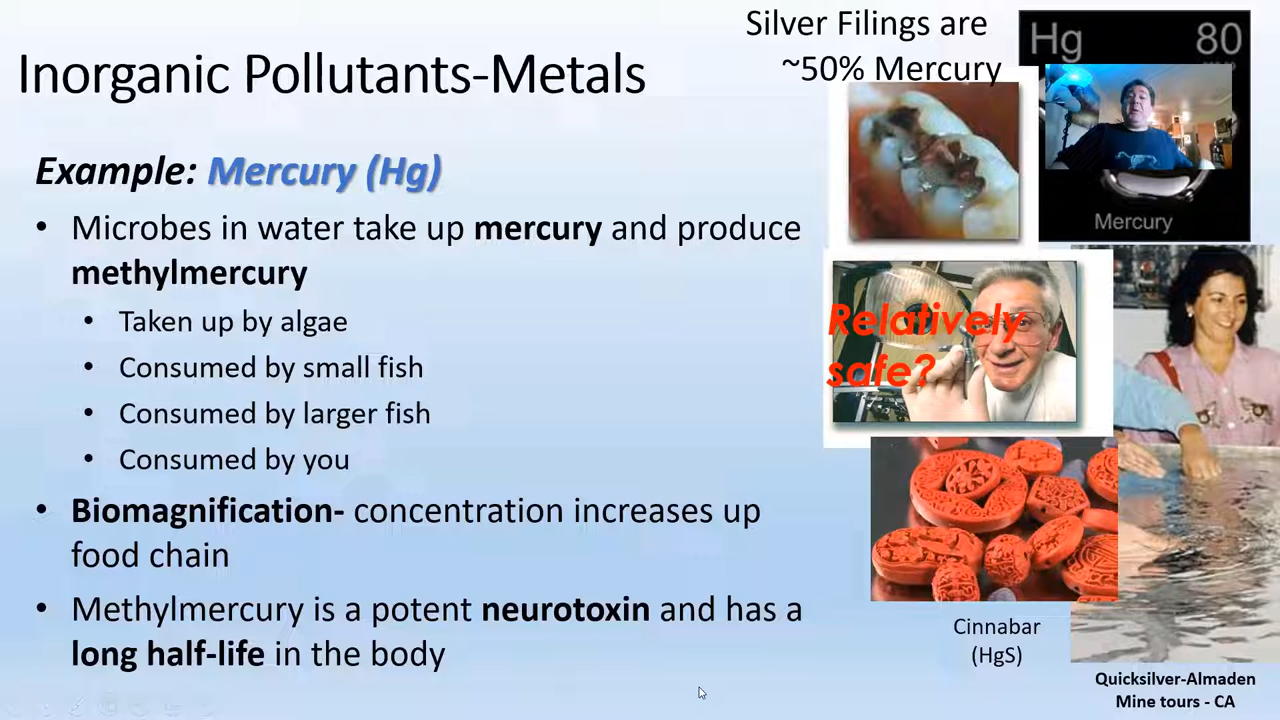 Silver Filings are
~50% Mercury
Hg 80
Inorganic Pollutants-Metals
Example: Mercury (Hg)
• Microbes in water take up mercury and produce
methylmercury
• Taken up by algae
• Consumed by small fish
• Consumed by larger fish
• Consumed by you
• Biomagnification- concentration increases up
food chain
• Methylmercury is a potent neurotoxin and has a
long half-life in the body
Mercury
Relatively
safe?
Cinnabar
(HgS)
Quicksilver-Almaden
Mine tours - CA